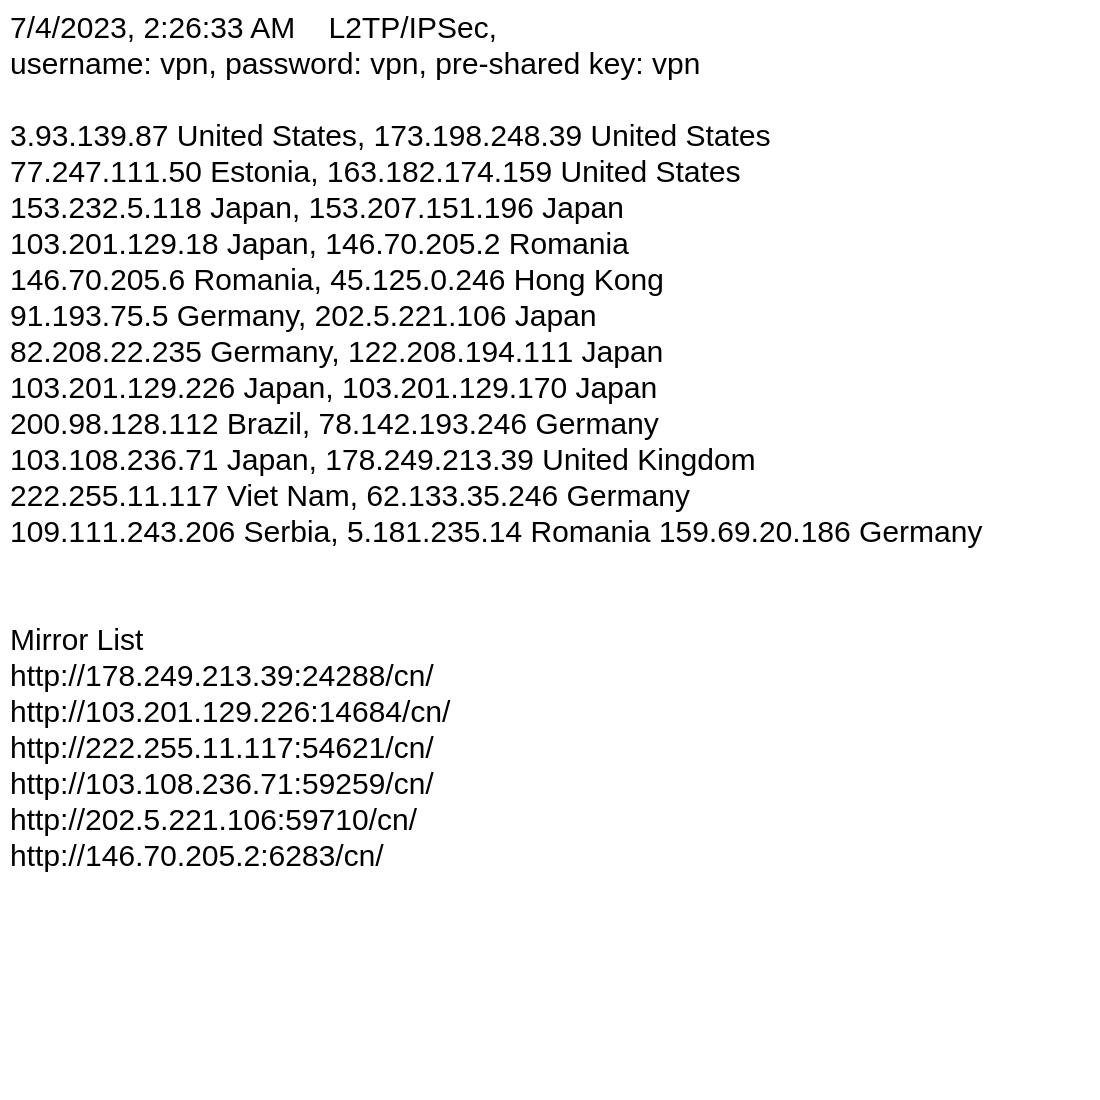 7/4/2023, 2:26:33 AM    L2TP/IPSec,
username: vpn, password: vpn, pre-shared key: vpn
3.93.139.87 United States, 173.198.248.39 United States
77.247.111.50 Estonia, 163.182.174.159 United States
153.232.5.118 Japan, 153.207.151.196 Japan
103.201.129.18 Japan, 146.70.205.2 Romania
146.70.205.6 Romania, 45.125.0.246 Hong Kong
91.193.75.5 Germany, 202.5.221.106 Japan
82.208.22.235 Germany, 122.208.194.111 Japan
103.201.129.226 Japan, 103.201.129.170 Japan
200.98.128.112 Brazil, 78.142.193.246 Germany
103.108.236.71 Japan, 178.249.213.39 United Kingdom
222.255.11.117 Viet Nam, 62.133.35.246 Germany
109.111.243.206 Serbia, 5.181.235.14 Romania 159.69.20.186 Germany
Mirror List
http://178.249.213.39:24288/cn/
http://103.201.129.226:14684/cn/
http://222.255.11.117:54621/cn/
http://103.108.236.71:59259/cn/
http://202.5.221.106:59710/cn/
http://146.70.205.2:6283/cn/